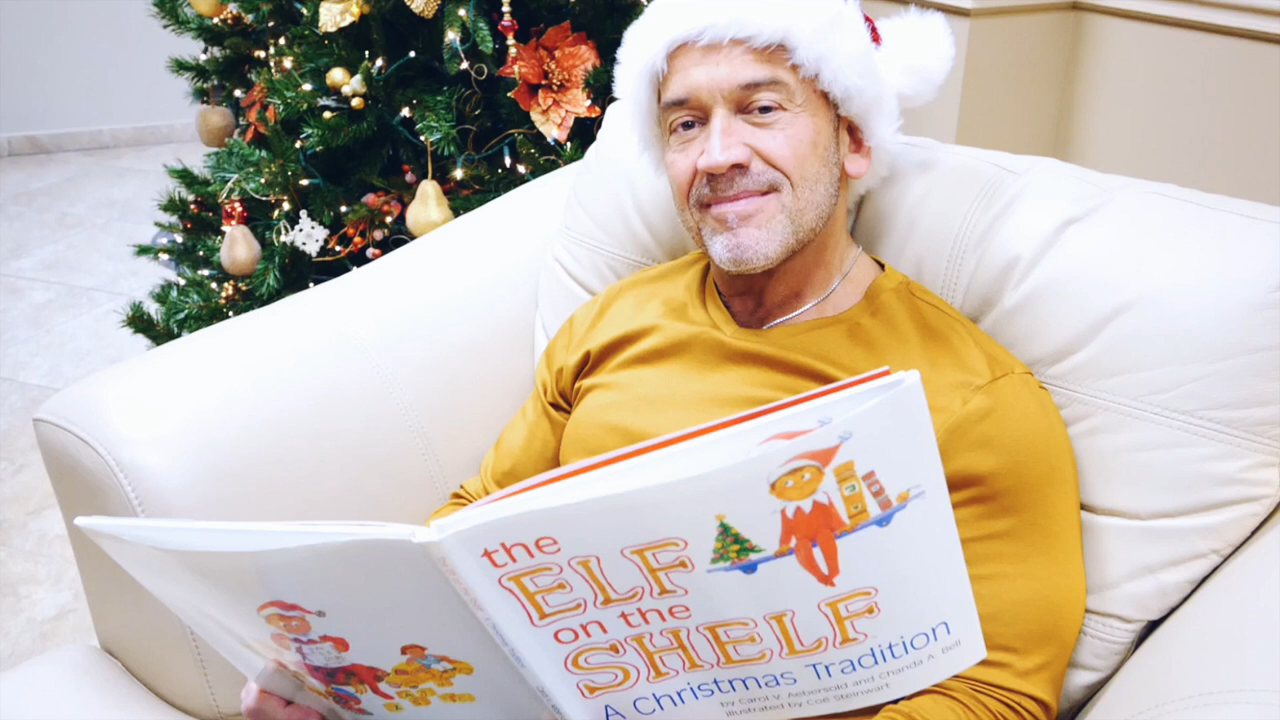 the
ELF
on the
SHELF
A Christmas Tradition
by Carol V. Aebersold and Chanda A. Bell
illustrated by Coë Steinwart